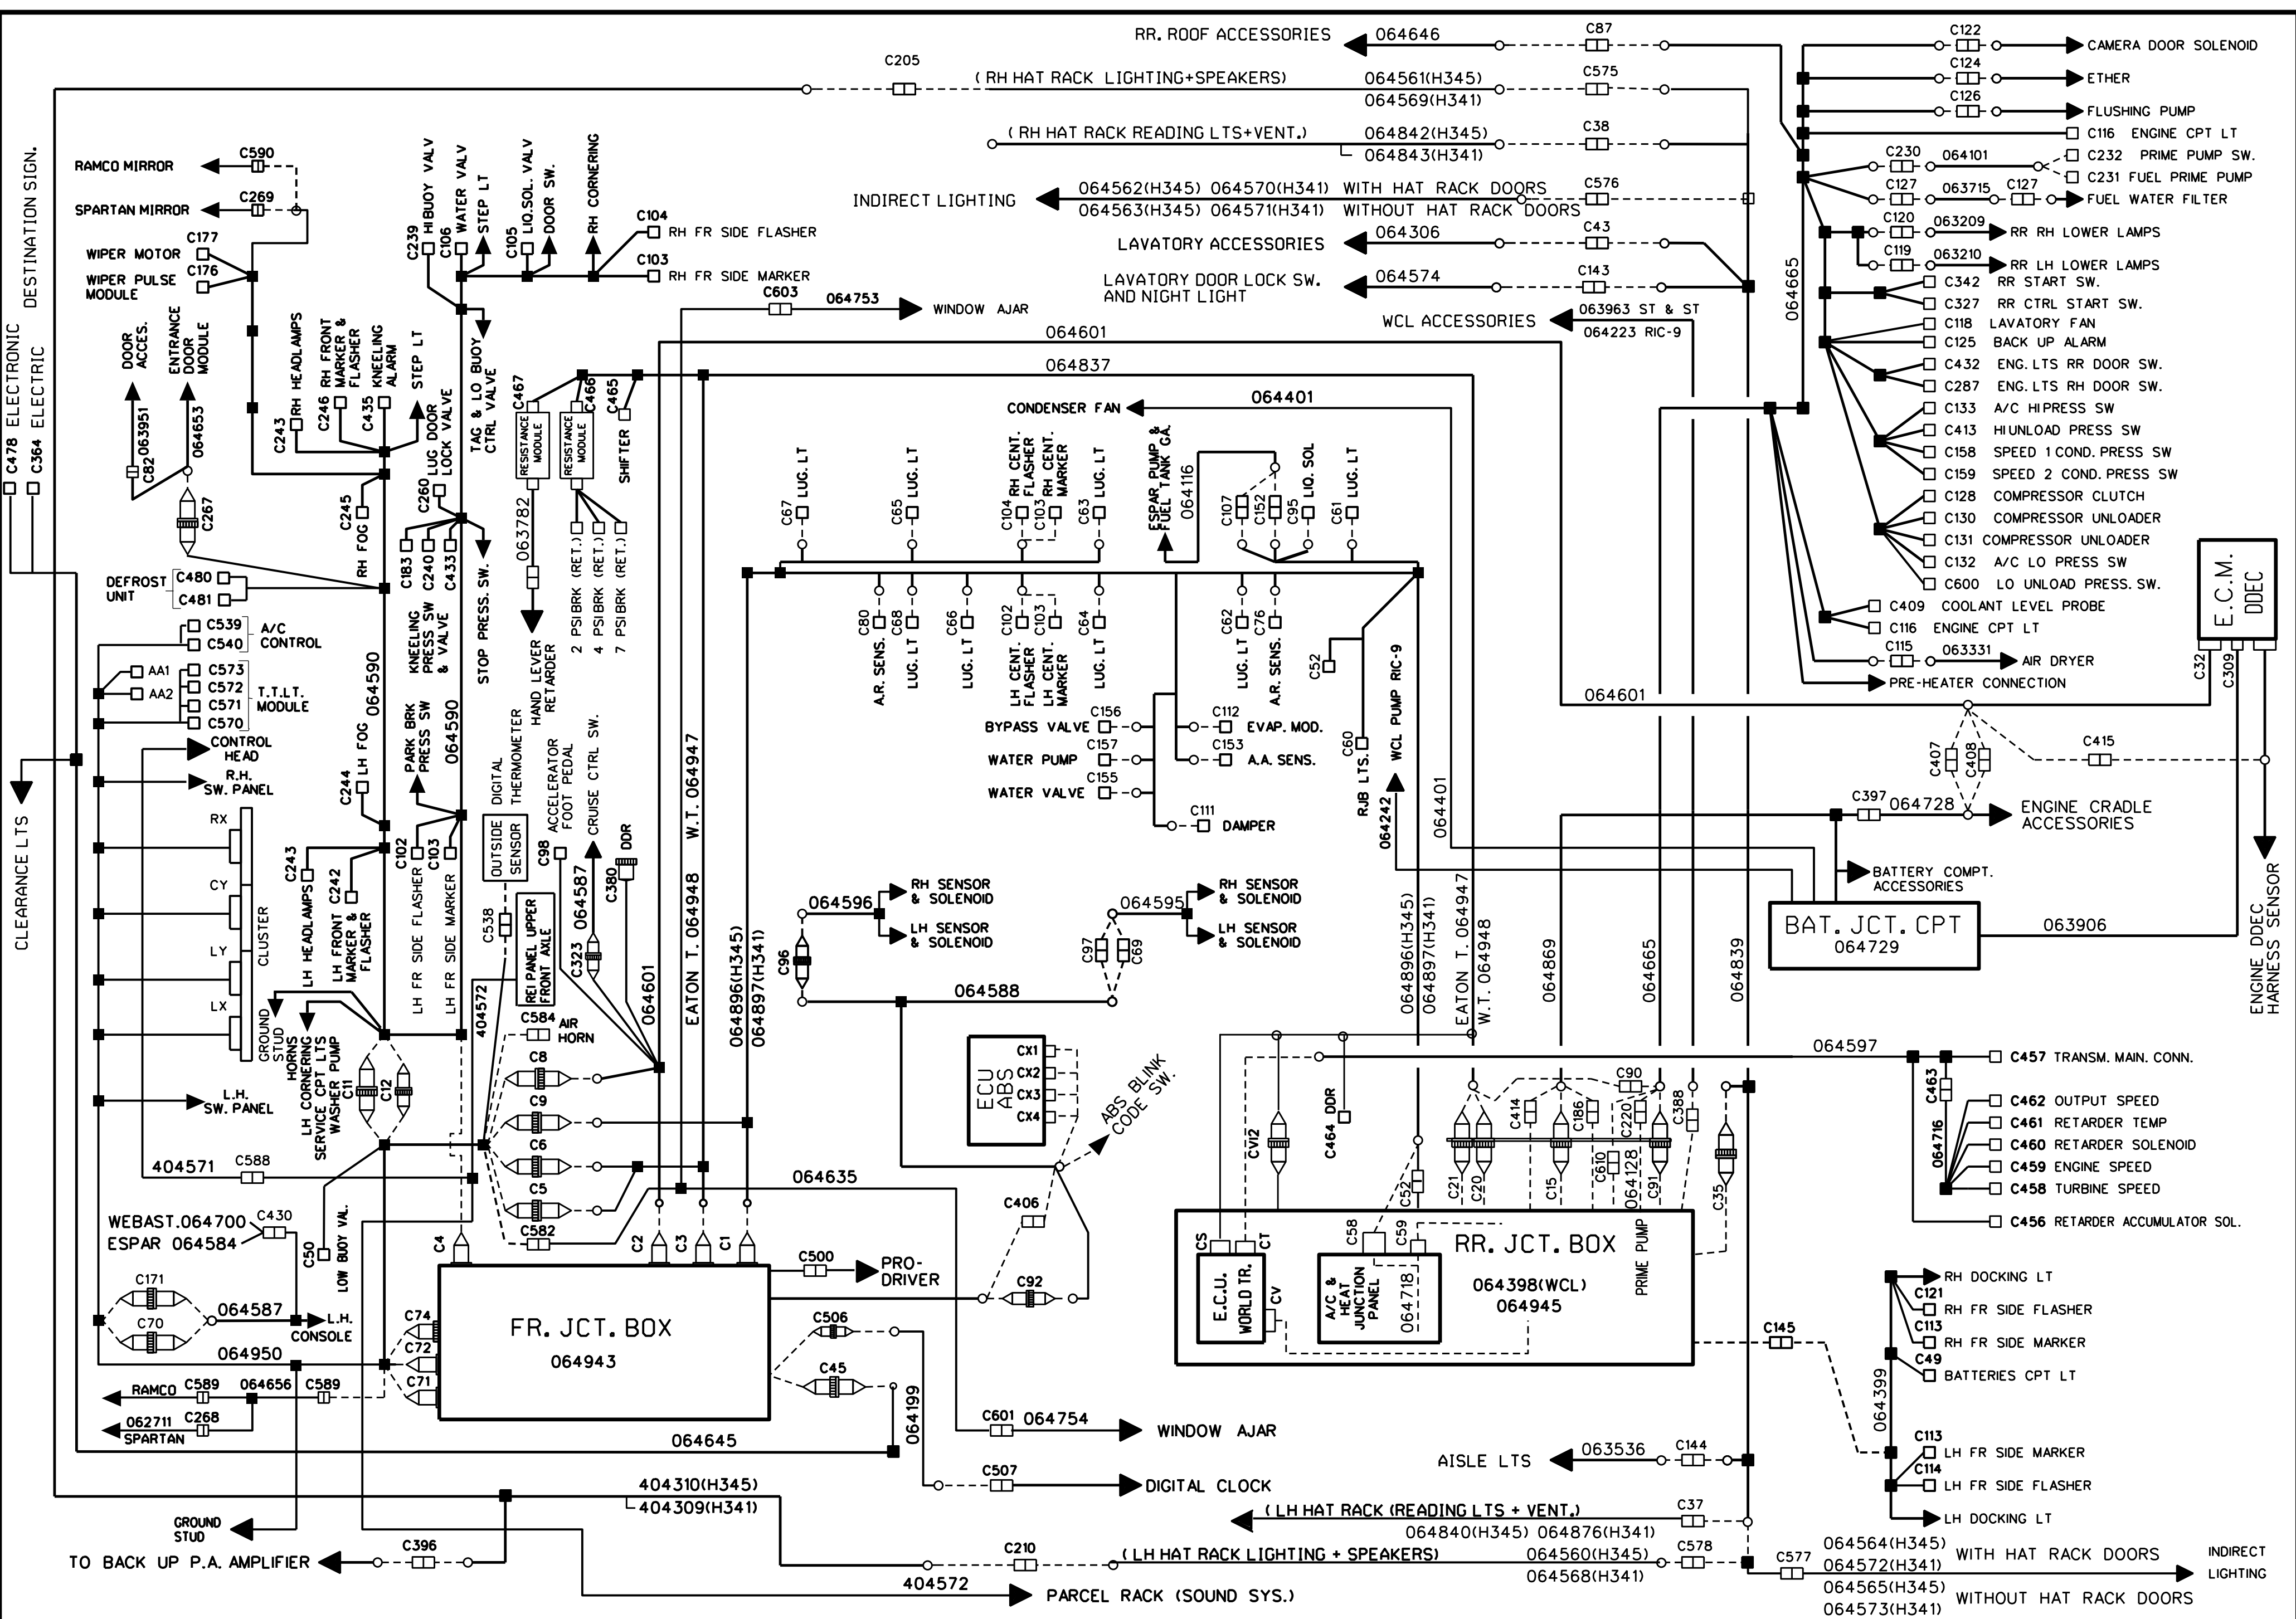 RR. ROOF ACCESSORIES
064646
C87
C122
CAMERA DOOR SOLENOID
C205
( RH HAT RACK LIGHTING+SPEAKERS)
064561(H345)
064569(H341)
C575
C124
ETHER
C126
FLUSHING PUMP
( RH HAT RACK READING LTS+VENT.)
064842(H345)
064843(H341)
C38
C116 ENGINE CPT LT
C230
064101
C232 PRIME PUMP SW.
C231 FUEL PRIME PUMP
C127
063715
C127
FUEL WATER FILTER
INDIRECT LIGHTING
064562(H345) 064570(H341) WITH HAT RACK DOORS
064563(H345) 064571(H341) WITHOUT HAT RACK DOORS
C576
C120
063209
RR RH LOWER LAMPS
LAVATORY ACCESSORIES
064306
C43
C119
063210
RR LH LOWER LAMPS
LAVATORY DOOR LOCK SW.
AND NIGHT LIGHT
064574
C143
064665
C342 RR START SW.
C327 RR CTRL START SW.
WCL ACCESSORIES
063963 ST & ST
064223 RIC-9
C118 LAVATORY FAN
C125 BACK UP ALARM
C432 ENG. LTS RR DOOR SW.
C287 ENG. LTS RH DOOR SW.
C133 A/C HIPRESS SW
C413 HIUNLOAD PRESS SW
C158 SPEED 1 COND. PRESS SW
C159 SPEED 2 COND. PRESS SW
C128 COMPRESSOR CLUTCH
C130 COMPRESSOR UNLOADER
C131 COMPRESSOR UNLOADER
C132 A/C LO PRESS SW
C600 LO UNLOAD PRESS. SW.
C409 COOLANT LEVEL PROBE
C116 ENGINE CPT LT
C115
063331
AIR DRYER
PRE-HEATER CONNECTION
E.C.M.
DDEC
C32
C309
C478 ELECTRONIC
C364 ELECTRIC
DESTINATION SIGN.
RAMCO MIRROR
C590
SPARTAN MIRROR
C269
WIPER MOTOR
C177
WIPER PULSE
MODULE
C176
C239 HIBUOY VALV
C106 WATER VALV
STEP LT
C105 LIQ.SOL. VALV
DOOR SW.
RH CORNERING
C104
RH FR SIDE FLASHER
C103
RH FR SIDE MARKER
C603
064753
WINDOW AJAR
064601
064837
DOOR
ACCES.
ENTRANCE
DOOR
MODULE
C82
063951
064653
C267
C243
RH HEADLAMPS
C246
RH FRONT
MARKER &
FLASHER
C435
KNEELING
ALARM
STEP LT
C245
RH FOG
C260
LUG DOOR
LOCK VALVE
TAG & LO BUOY
CTRL VALVE
C183
C240
C433
KNEELING
PRESS SW
& VALVE
STOP PRESS. SW.
C467
RESISTANCE
MODULE
C466
RESISTANCE
MODULE
C465
SHIFTER
063782
2 PSIBRK (RET.)
4 PSIBRK (RET.)
7 PSIBRK (RET.)
HAND LEVER
RETARDER
CONDENSER FAN
064401
C67
LUG. LT
C65
LUG. LT
C104
RH CENT.
FLASHER
C103
RH CENT.
MARKER
C63
LUG. LT
ESPAR PUMP &
FUEL TANK GA.
064116
C107
C152
C95
LIQ. SOL
C61
LUG. LT
C80
A.R. SENS.
C68
LUG. LT
C66
LUG. LT
C102
LH CENT.
FLASHER
C103
LH CENT.
MARKER
C64
LUG. LT
C62
LUG. LT
C76
A.R. SENS.
C52
C60
RJB LTS.
WCL PUMP RIC-9
064242
064401
BYPASS VALVE
C156
WATER PUMP
C157
WATER VALVE
C155
C112
EVAP. MOD.
C153
A.A. SENS.
C111
DAMPER
DEFROST
UNIT
C480
C481
C539
C540
A/C
CONTROL
AA1
AA2
C573
C572
C571
C570
T.T.LT.
MODULE
CONTROL
HEAD
R.H.
SW. PANEL
RX
CY
LY
LX
CLUSTER
GROUND
STUD
L.H.
SW. PANEL
CLEARANCE LTS
064590
064590
C244
LH FOG
PARK BRK
PRESS SW
C243
LH HEADLAMPS
C242
LH FRONT
MARKER &
FLASHER
C102
LH FR SIDE FLASHER
C103
LH FR SIDE MARKER
HORNS
LH CORNERING
SERVICE CPT LTS
WASHER PUMP
C11
C12
DIGITAL
THERMOMETER
OUTSIDE
SENSOR
C538
REI PANEL UPPER
FRONT AXLE
404572
C98
ACCELERATOR
FOOT PEDAL
CRUISE CTRL SW.
C323
064587
C380
DDR
C584
AIR
HORN
C8
C9
C6
C5
C582
064601
EATON T. 064948 W.T. 064947
064896(H345)
064897(H341)
064596
RH SENSOR
& SOLENOID
LH SENSOR
& SOLENOID
C96
064595
RH SENSOR
& SOLENOID
LH SENSOR
& SOLENOID
C97
C69
064588
ECU
ABS
CX1
CX2
CX3
CX4
ABS BLINK
CODE SW.
064635
C406
C92
064601
C407
C408
C415
C397
064728
ENGINE CRADLE
ACCESSORIES
BATTERY COMPT.
ACCESSORIES
BAT. JCT. CPT
064729
063906
ENGINE DDEC
HARNESS SENSOR
064896(H345)
064897(H341)
EATON T. 064947
W.T. 064948
064869
064665
064839
064597
C457 TRANSM. MAIN. CONN.
C463
064716
C462 OUTPUT SPEED
C461 RETARDER TEMP
C460 RETARDER SOLENOID
C459 ENGINE SPEED
C458 TURBINE SPEED
C456 RETARDER ACCUMULATOR SOL.
CVI2
C464 DDR
C52
C21
C20
C414
C15
C186
C90
C610
C220
064128
C91
C388
C35
CS
CT
CV
E.C.U.
WORLD TR.
C58
C59
A/C &
HEAT
JUNCTION
PANEL
064718
RR. JCT. BOX
064398(WCL)
064945
PRIME PUMP
404571
C588
WEBAST.064700
ESPAR 064584
C430
C50
LOW BUOY VAL.
C171
C70
064587
L.H.
CONSOLE
064950
C4
C2
C3
C1
C74
C72
C71
FR. JCT. BOX
064943
C500
PRO-
DRIVER
C506
C45
064199
RAMCO
C589
064656
C589
062711
SPARTAN
C268
064645
C601
064754
WINDOW AJAR
C507
DIGITAL CLOCK
404310(H345)
404309(H341)
GROUND
STUD
TO BACK UP P.A. AMPLIFIER
C396
C210
404572
PARCEL RACK (SOUND SYS.)
( LH HAT RACK LIGHTING + SPEAKERS)
064560(H345)
064568(H341)
C578
( LH HAT RACK (READING LTS + VENT.)
064840(H345) 064876(H341)
C37
AISLE LTS
063536
C144
C145
064399
RH DOCKING LT
C121
RH FR SIDE FLASHER
C113
RH FR SIDE MARKER
C49
BATTERIES CPT LT
C113
LH FR SIDE MARKER
C114
LH FR SIDE FLASHER
LH DOCKING LT
C577
064564(H345)
064572(H341)
WITH HAT RACK DOORS
064565(H345)
064573(H341)
WITHOUT HAT RACK DOORS
INDIRECT
LIGHTING